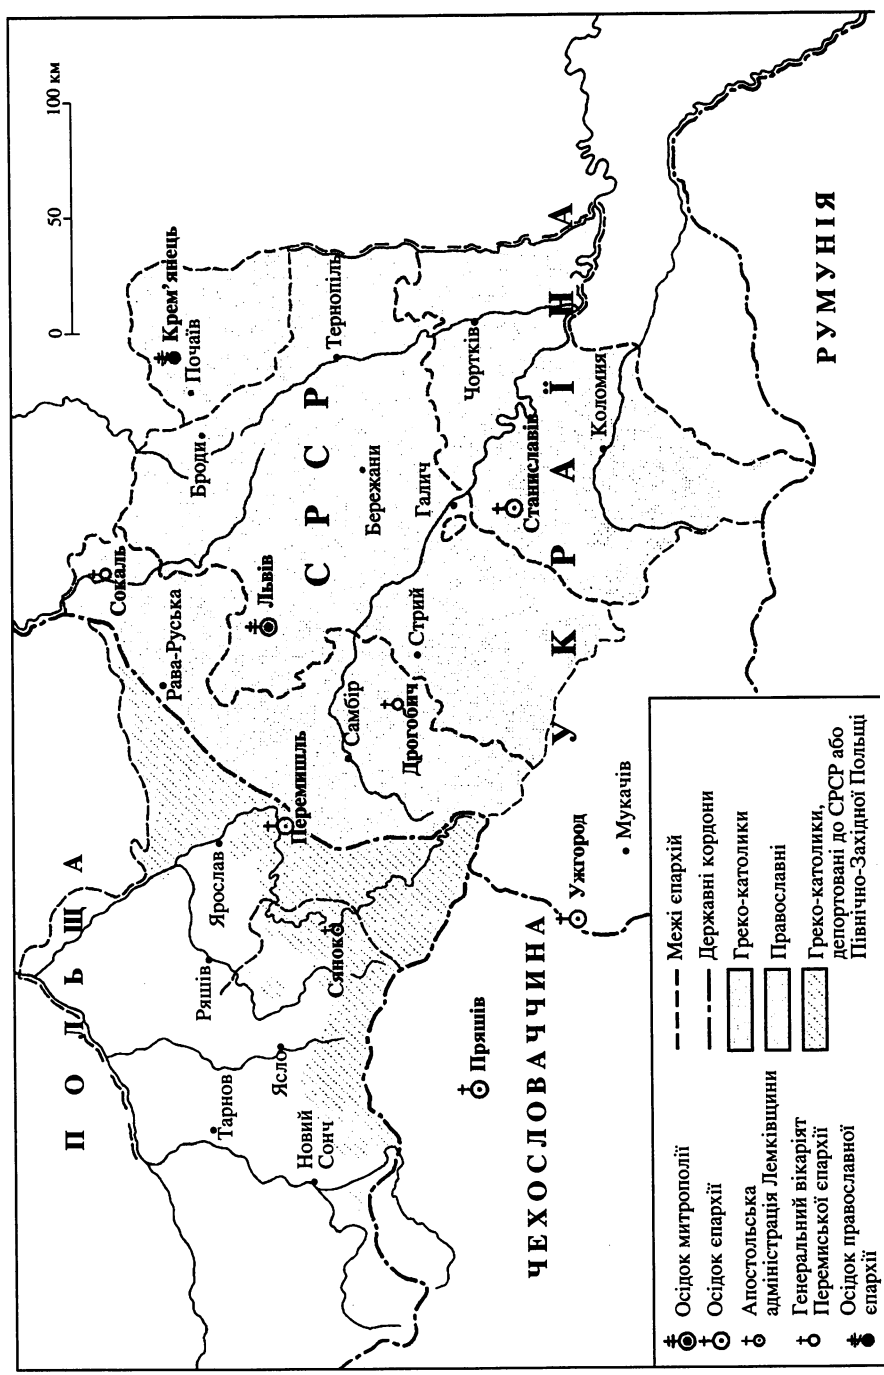 0 50 100 км
ПОЛЬЩА
Сокаль
Рава-Руська
Броди
Почаїв
Крем’янець
Тарнов
Ряшів
Ярослав
Львів
Новий
Сонч
Ясло
Сянок
Перемишль
СРСР
Самбір
Бережани
Тернопіль
Дрогобич
Стрий
Галич
Чортків
Пряшів
Станиславів
ЧЕХОСЛОВАЧЧИНА
УКРАЇНА
Ужгород
Коломия
Мукачів
РУМУНІЯ
Осідок митрополії
Осідок єпархії
Апостольська
адміністрація Лемківщини
Генеральний вікаріят
Перемиської єпархії
Осідок православної
єпархії
Межі єпархій
Державні кордони
Греко-католики
Православні
Греко-католики,
депортовані до СРСР або
Північно-Західної Польщі